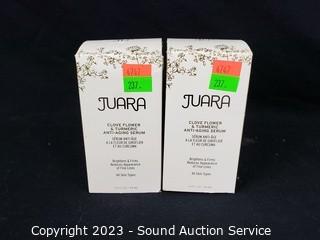 4747
237.
JUARA
CLOVE FLOWER
& TURMERIC
ANTI-AGING SERUM
SÉRUM ANTI-ÂGE
À LA FLEUR DE GIROFLIER
ET AU CURCUMA
Brightens & Firms
Reduces Appearance
of Fine Lines
All Skin Types
4747
237.
JUARA
CLOVE FLOWER
& TURMERIC
ANTI-AGING SERUM
SÉRUM ANTI-ÂGE
À LA FLEUR DE GIROFLIER
ET AU CURCUMA
Brightens & Firms
Reduces Appearance
of Fine Lines
All Skin Types
Copyright 2023 - Sound Auction Service